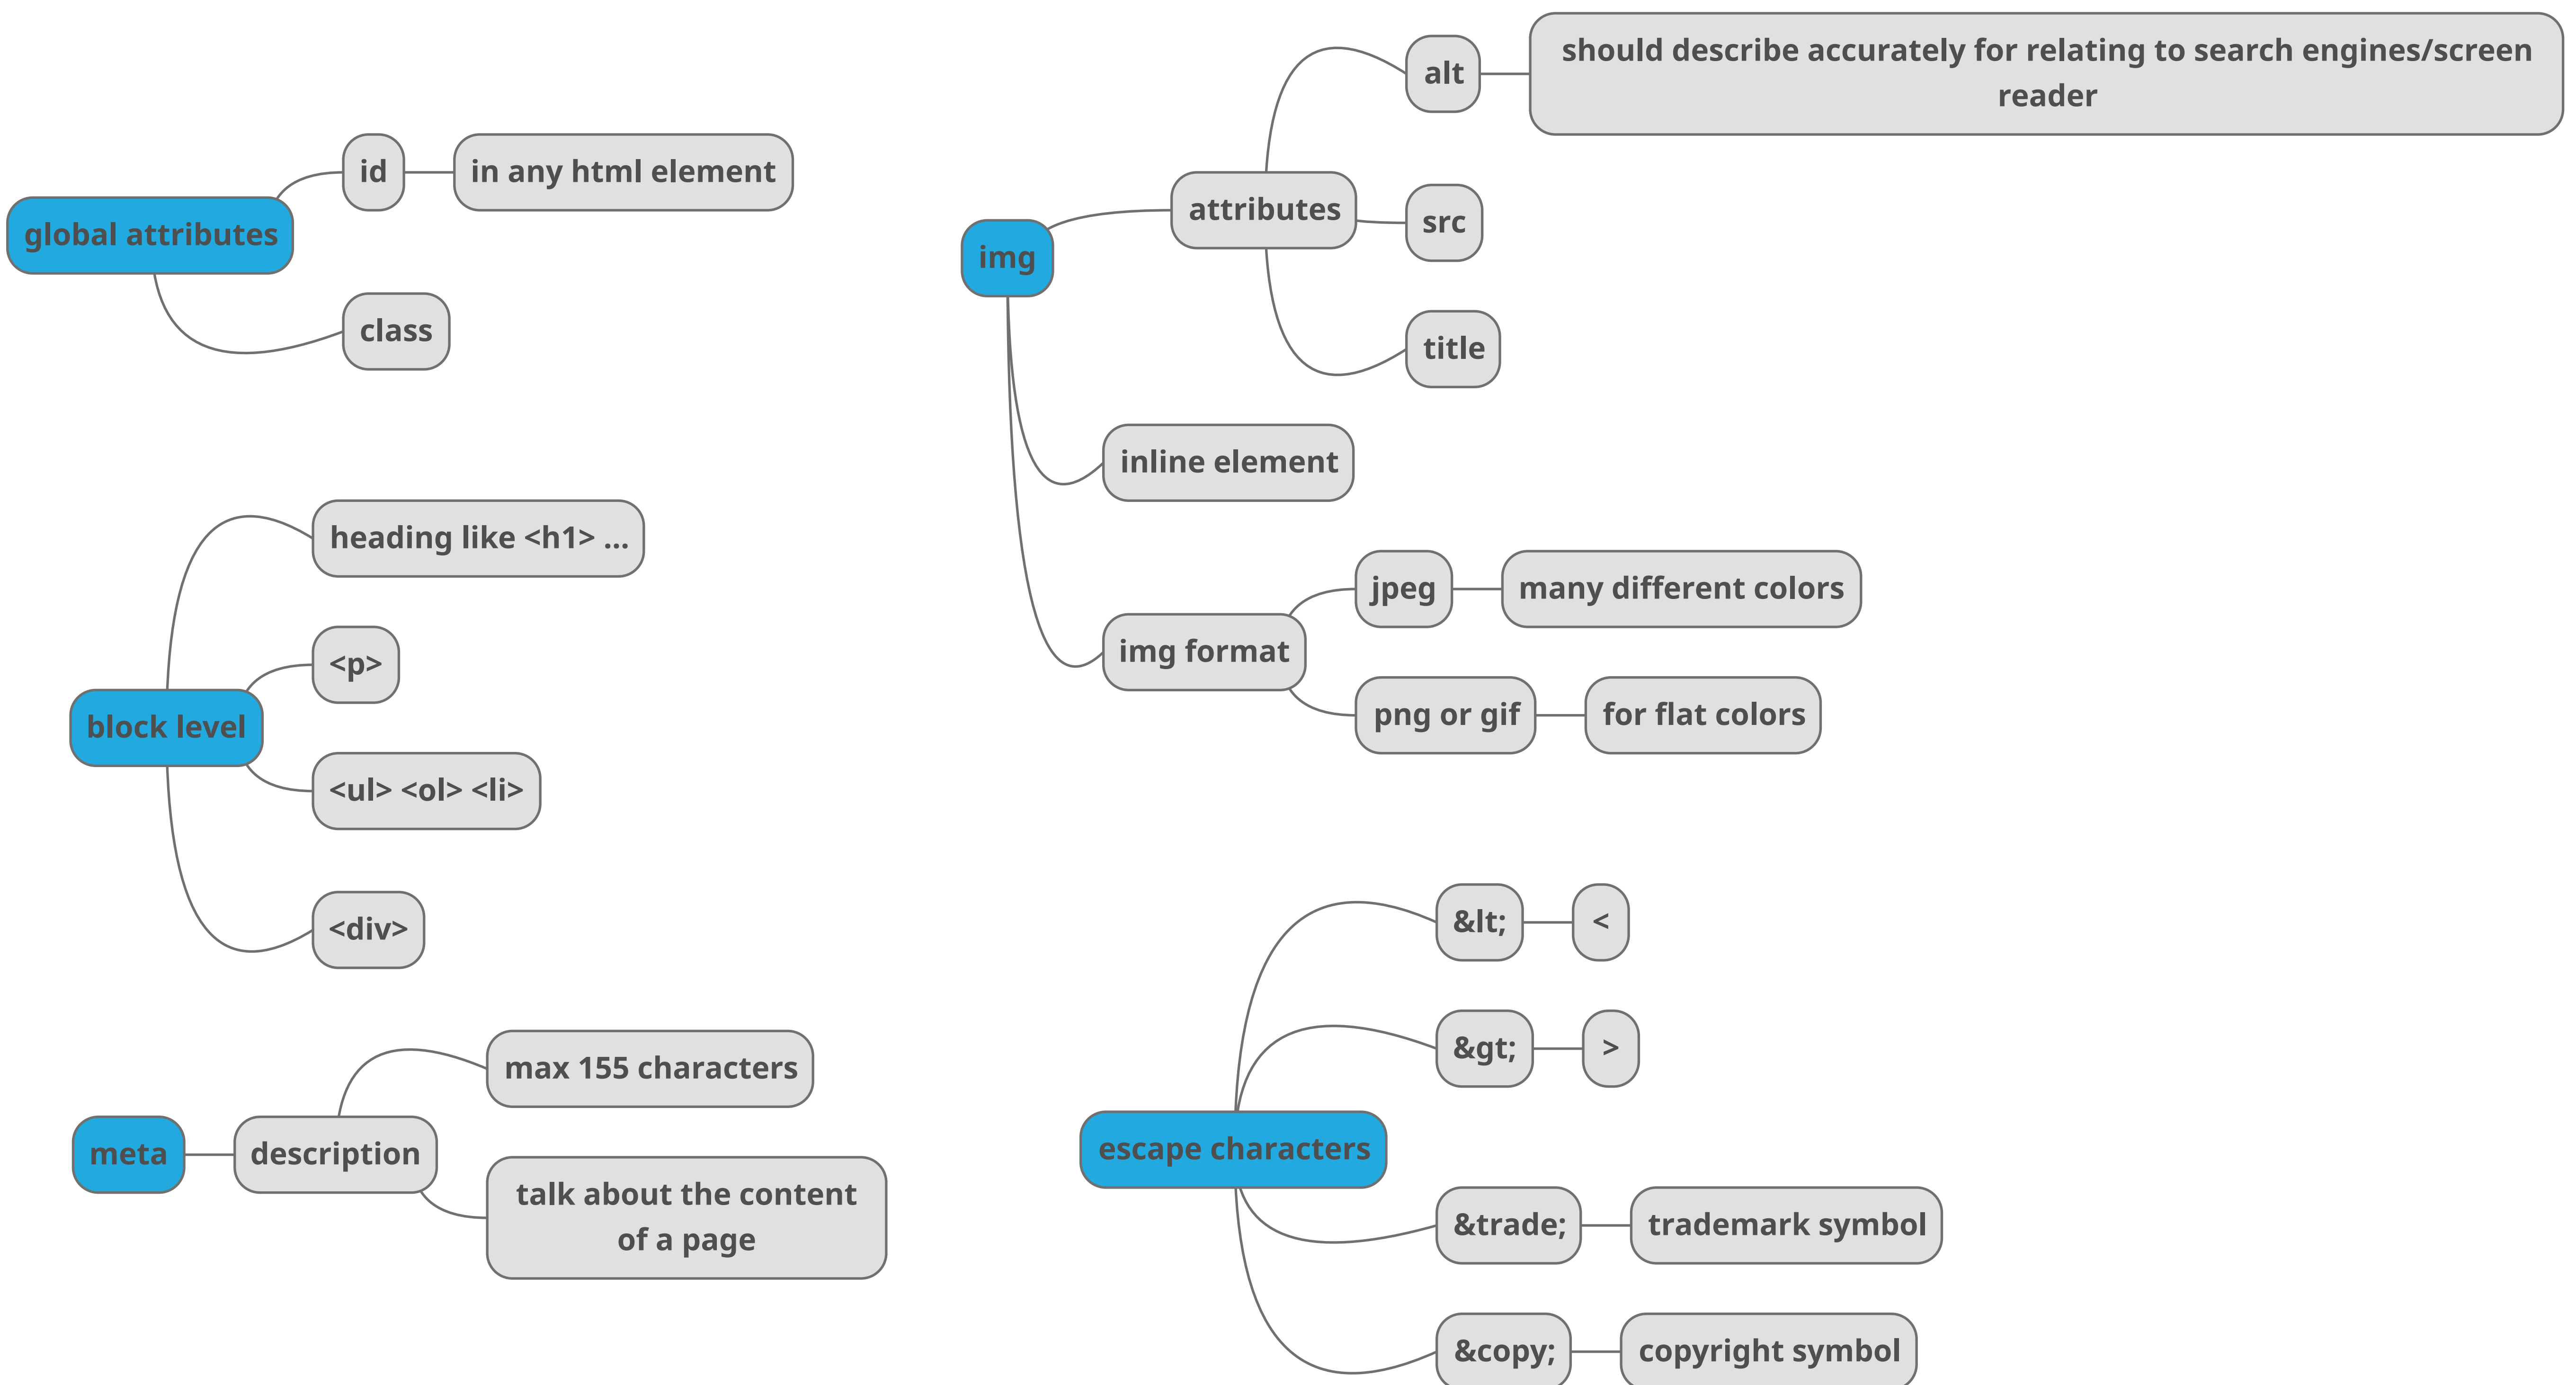 global attributes
id
in any html element
class
block level
heading like <h1> ...
<p>
<ul> <ol> <li>
<div>
meta
description
max 155 characters
talk about the content
of a page
img
attributes
alt
should describe accurately for relating to search engines/screen
reader
src
title
inline element
img format
jpeg
many different colors
png or gif
for flat colors
escape characters
&lt;
<
&gt;
>
&trade;
trademark symbol
&copy;
copyright symbol